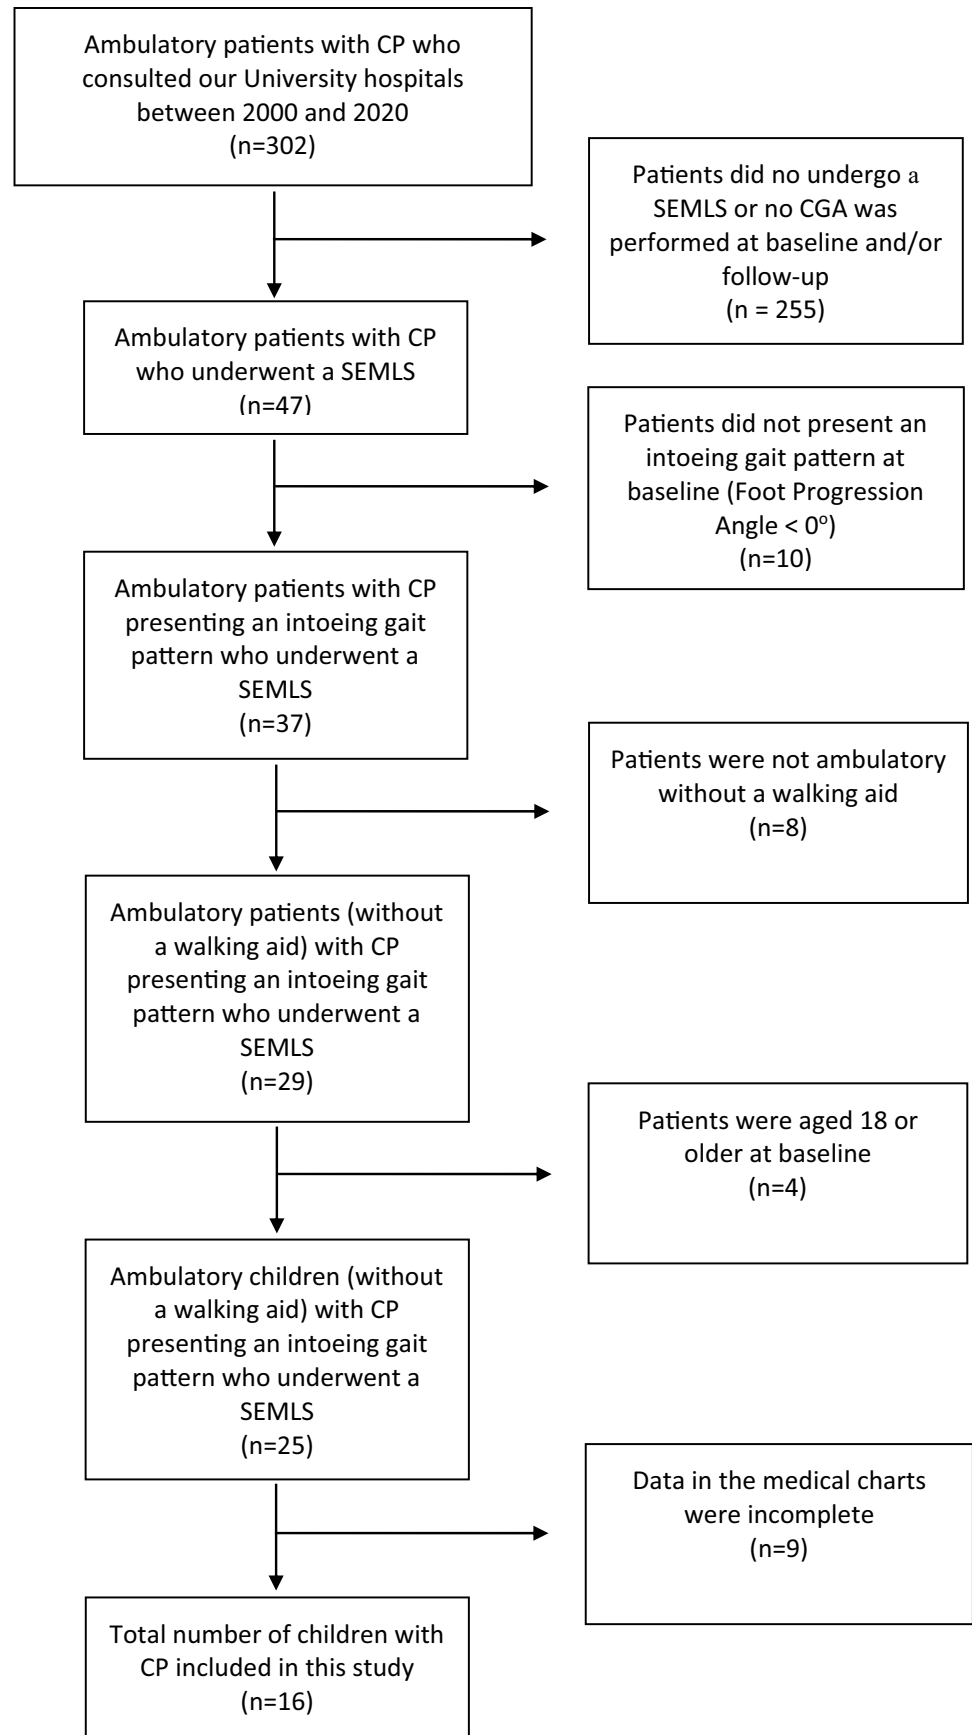 Ambulatory patients with CP who
consulted our University hospitals
between 2000 and 2020
(n=302)
Patients did no undergo a
SEMLS or no CGA was
performed at baseline and/or
follow-up
(n = 255)
Ambulatory patients with CP
who underwent a SEMLS
(n=47)
Patients did not present an
intoeing gait pattern at
baseline (Foot Progression
Angle < 0°)
(n=10)
Ambulatory patients with CP
presenting an intoeing gait
pattern who underwent a
SEMLS
(n=37)
Patients were not ambulatory
without a walking aid
(n=8)
Ambulatory patients (without
a walking aid) with CP
presenting an intoeing gait
pattern who underwent a
SEMLS
(n=29)
Patients were aged 18 or
older at baseline
(n=4)
Ambulatory children (without
a walking aid) with CP
presenting an intoeing gait
pattern who underwent a
SEMLS
(n=25)
Data in the medical charts
were incomplete
(n=9)
Total number of children with
CP included in this study
(n=16)